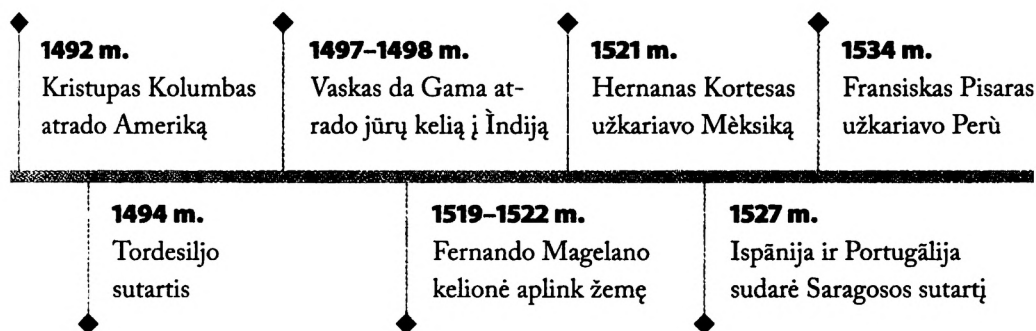 1492 m.
Kristupas Kolumbas
atrado Ameriką
1497–1498 m.
Vaskas da Gama at-
rado jūrų kelią į Ìndiją
1521 m.
Hernanas Kortesas
užkariavo Mèksiką
1534 m.
Fransiskas Pisaras
užkariavo Perù
1494 m.
Tordesiljo
sutartis
1519–1522 m.
Fernando Magelano
kelionė aplink žemę
1527 m.
Ispãnija ir Portugãlija
sudarė Saragosos sutartį